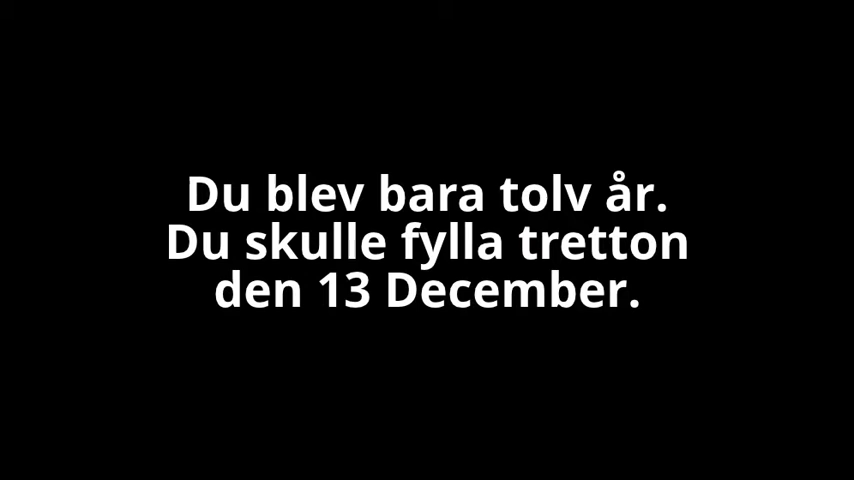 Du blev bara tolv år.
Du skulle fylla tretton
den 13 December.